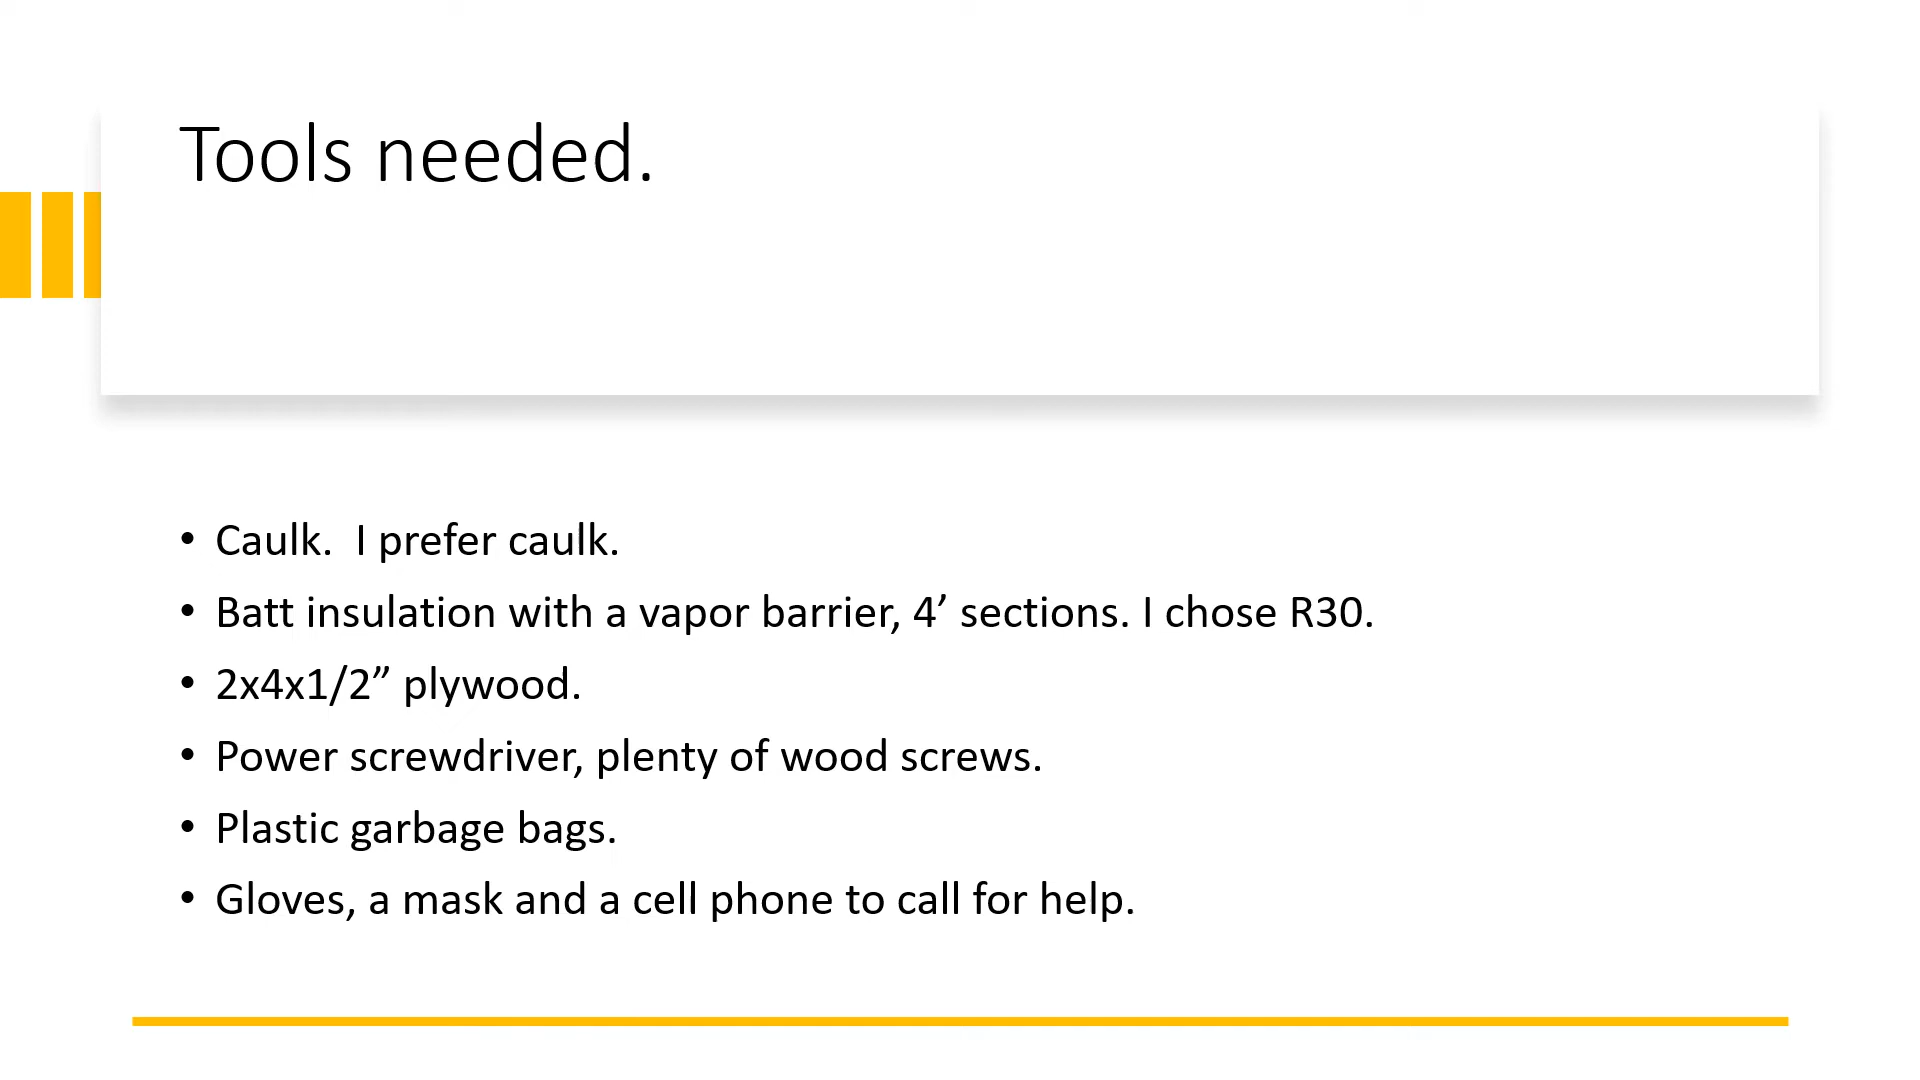 Tools needed.
• Caulk.  I prefer caulk.
• Batt insulation with a vapor barrier, 4’ sections. I chose R30.
• 2x4x1/2” plywood.
• Power screwdriver, plenty of wood screws.
• Plastic garbage bags.
• Gloves, a mask and a cell phone to call for help.